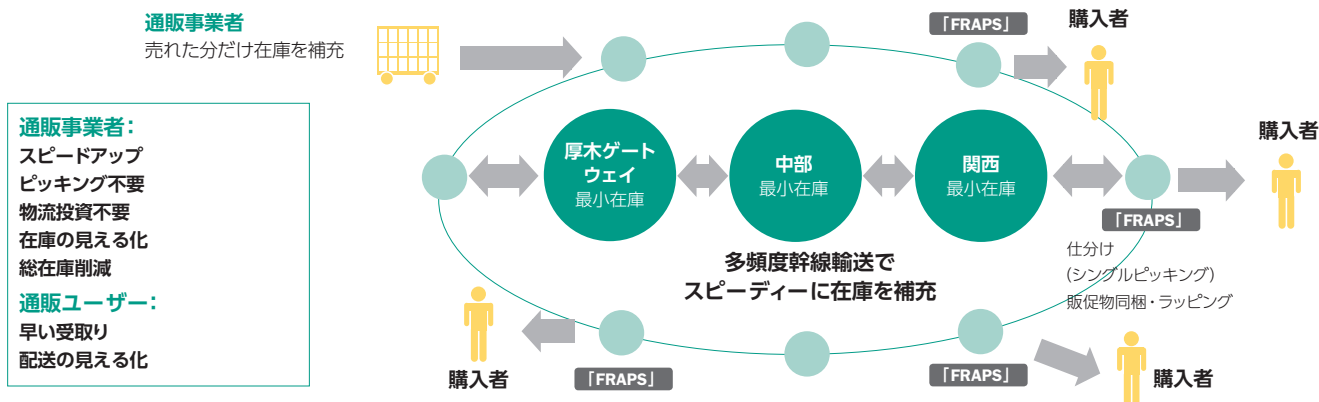 通販事業者
売れた分だけ在庫を補充
「FRAPS」
購入者
通販事業者：
スピードアップ
ピッキング不要
物流投資不要
在庫の見える化
総在庫削減
通販ユーザー：
早い受取り
配送の見える化
厚木ゲート
ウェイ
最小在庫
中部
最小在庫
関西
最小在庫
購入者
「FRAPS」
仕分け
(シングルピッキング)
販促物同梱・ラッピング
多頻度幹線輸送で
スピーディーに在庫を補充
購入者
「FRAPS」
「FRAPS」
購入者